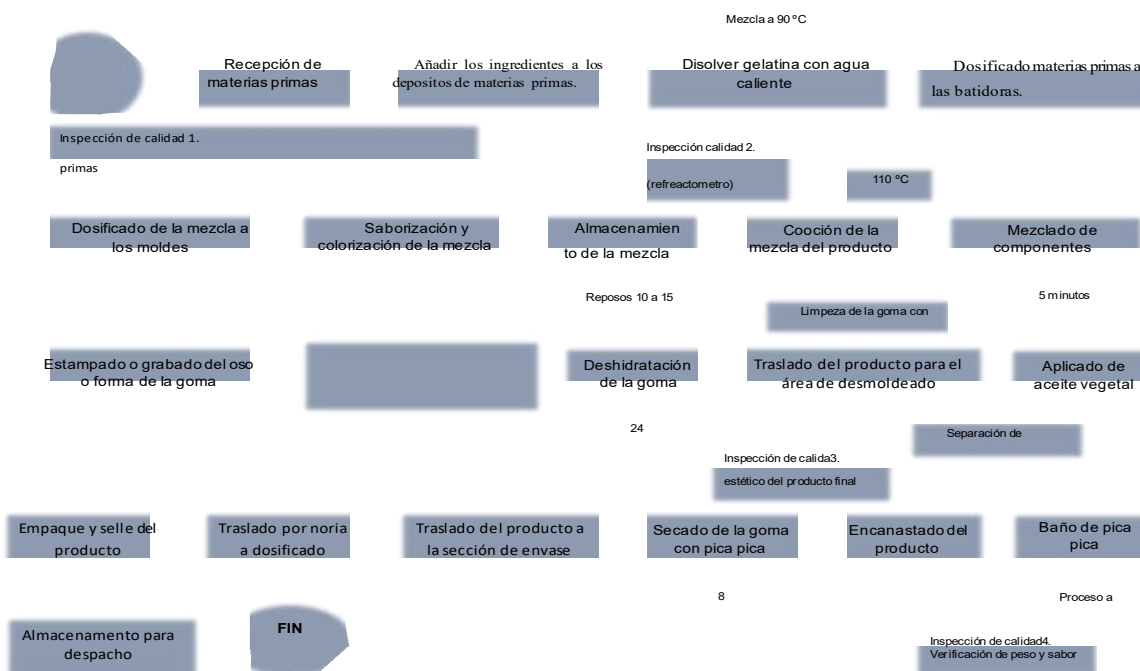 Mezcla a 90 ºC
Recepción de
materias primas
Añadir los ingredientes a los
depositos de materias primas.
Disolver gelatina con agua
caliente
Dosificado materias primas a
las batidoras.
Inspección de calidad 1.
primas
Inspección calidad 2.
(refreactometro)
110 ºC
Dosificado de la mezcla a
los moldes
Saborización y
colorización de la mezcla
Almacenamien
to de la mezcla
Cooción de la
mezcla del producto
Mezclado de
componentes
Reposos 10 a 15
5 minutos
Limpeza de la goma con
Estampado o grabado del oso
o forma de la goma
Deshidratación
de la goma
Traslado del producto para el
área de desmoldeado
Aplicado de
aceite vegetal
24
Separación de
Inspección de calida3.
estético del producto final
Empaque y selle del
producto
Traslado por noria
a dosificado
Traslado del producto a
la sección de envase
Secado de la goma
con pica pica
Encanastado del
producto
Baño de pica
pica
8
Proceso a
Almacenamento para
despacho
FIN
Inspección de calidad4.
Verificación de peso y sabor